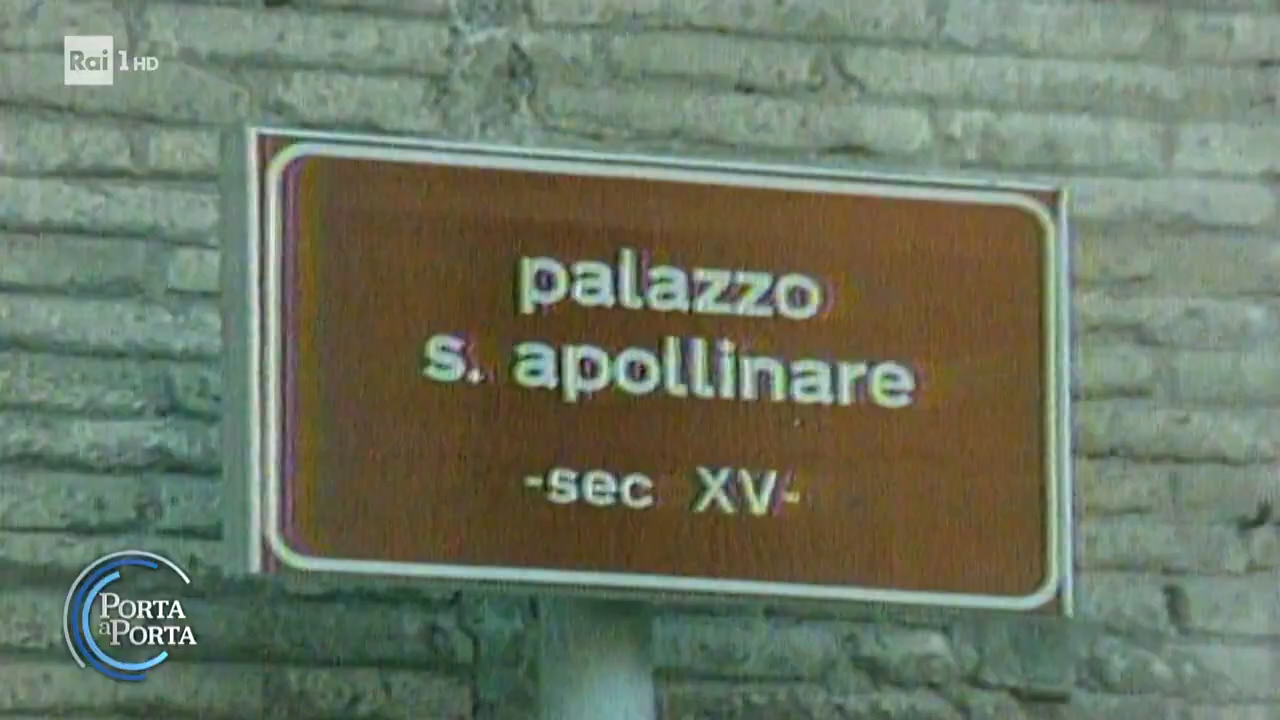 Rai 1 HD
palazzo
s. apollinare
-sec XV-
PORTA
a PORTA